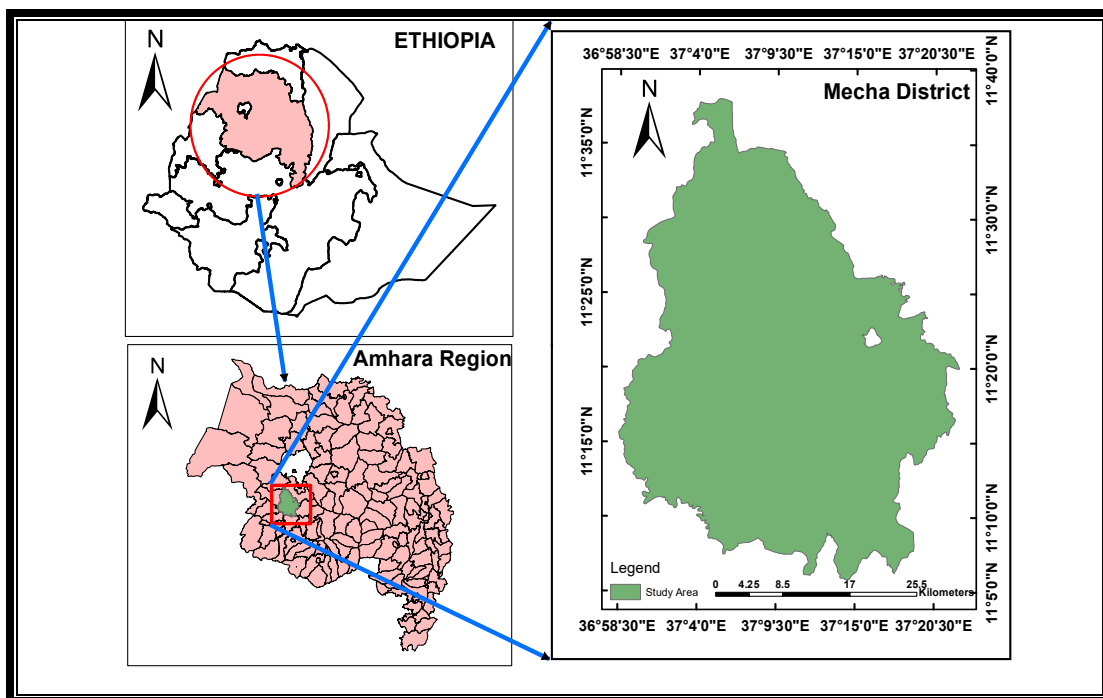 N
ETHIOPIA
N
Amhara Region
36°58'30"E 37°4'0"E 37°9'30"E 37°15'0"E 37°20'30"E
Mecha District
N
11°35'0"N
11°25'0"N
11°15'0"N
11°40'0"N
11°30'0"N
11°20'0"N
11°10'0"N
11°5'0"N
Legend
Study Area
0 4.25 8.5 17 25.5
Kilometers
36°58'30"E 37°4'0"E 37°9'30"E 37°15'0"E 37°20'30"E